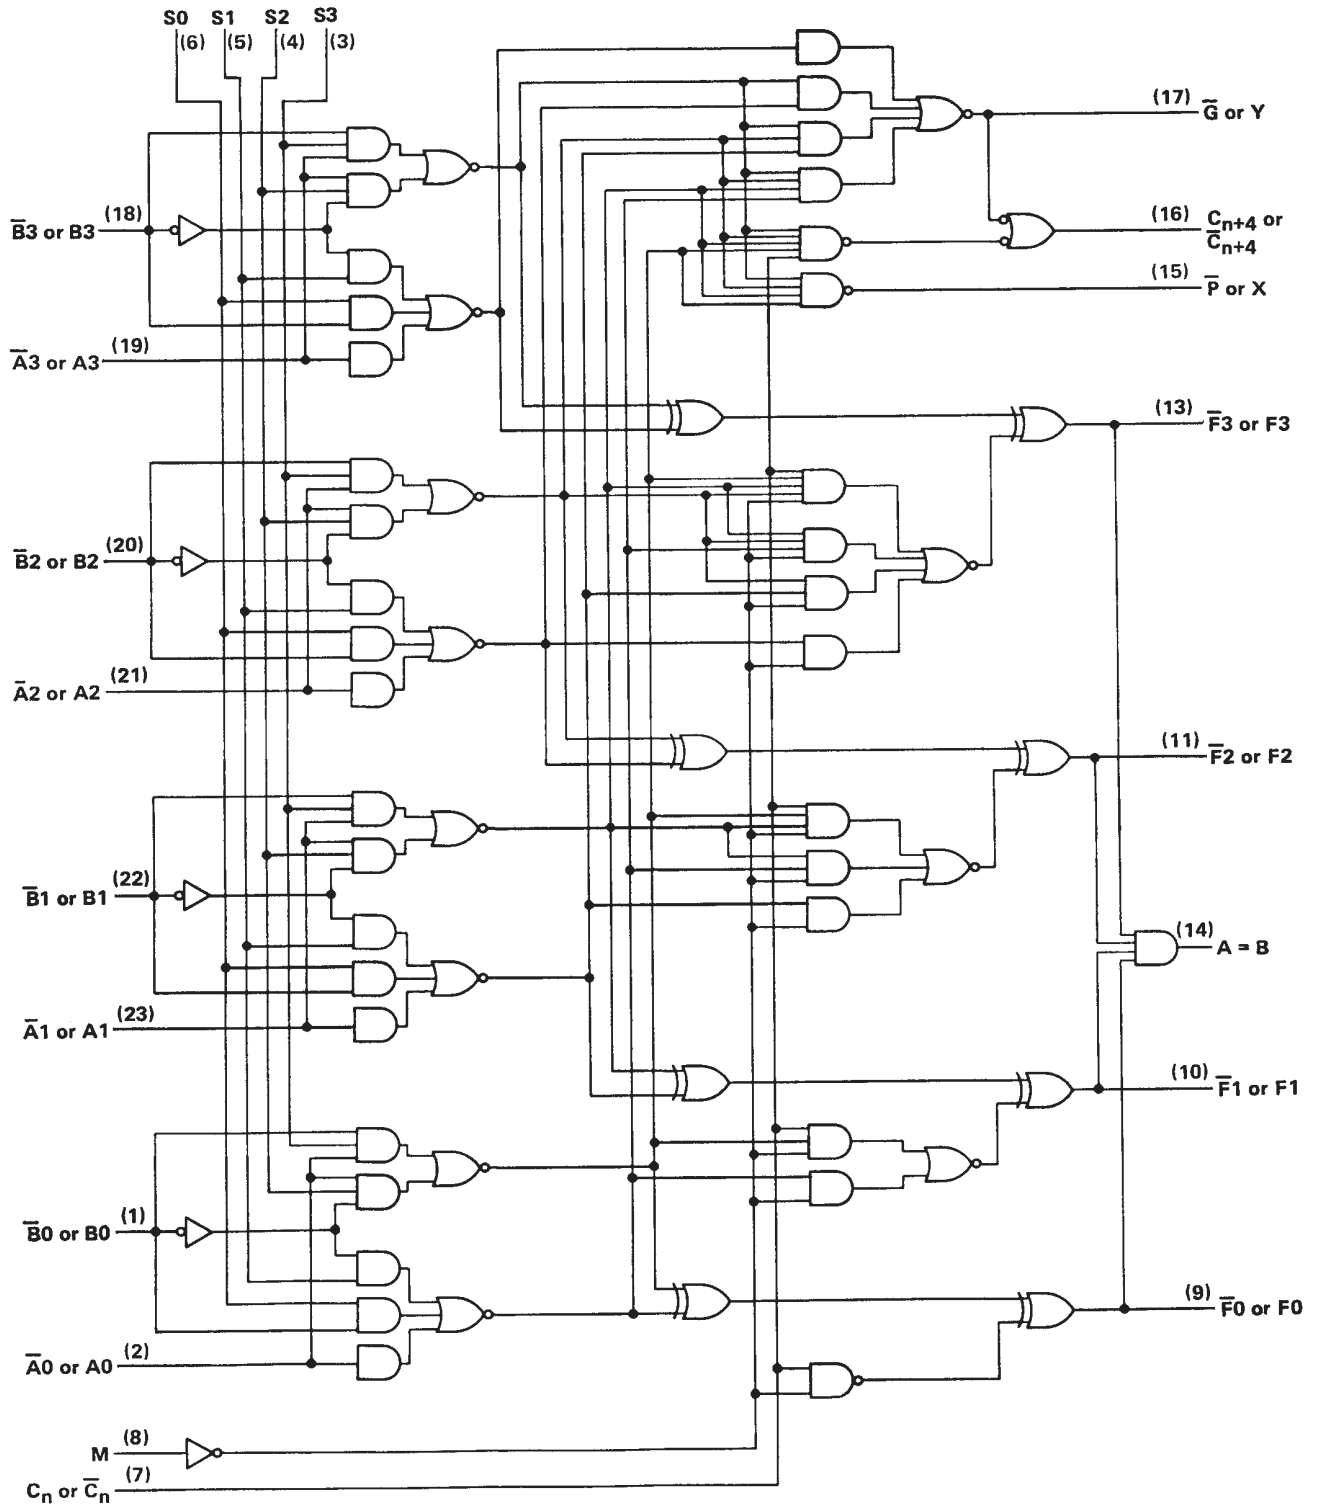 S0 S1 S2 S3
(6) (5) (4) (3)
(17) G̅ or Y
(18) B̅3 or B3
(16) Cn+4 or
C̅n+4
(15) P̅ or X
(19) A̅3 or A3
(13) F̅3 or F3
(20) B̅2 or B2
(21) A̅2 or A2
(11) F̅2 or F2
(22) B̅1 or B1
(14) A = B
(23) A̅1 or A1
(10) F̅1 or F1
(1) B̅0 or B0
(9) F̅0 or F0
(2) A̅0 or A0
(8) M
(7) Cn or C̅n